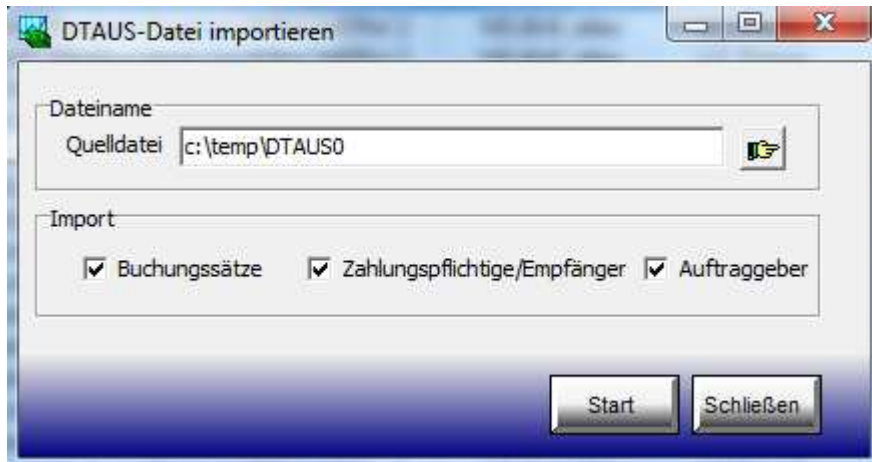 DTAUS-Datei importieren
Dateiname
Quelldatei c:\temp\DTAUS0
Import
Buchungssätze Zahlungspflichtige/Empfänger Auftraggeber
Start Schließen